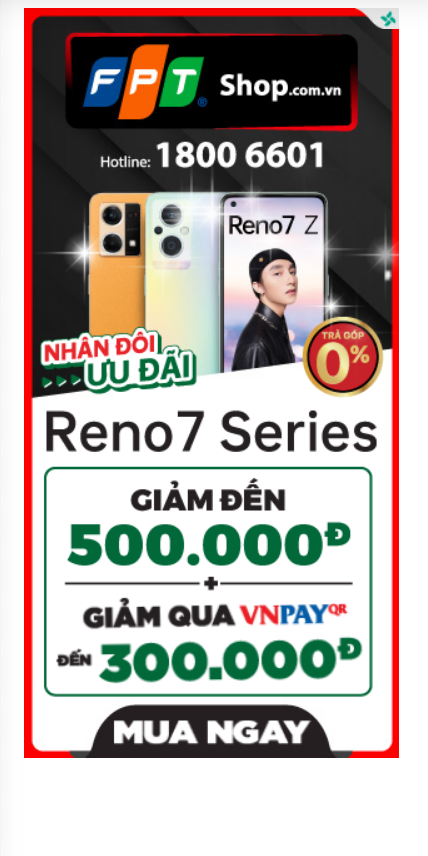 FPT® Shop.com.vn
Hotline: 1800 6601
Reno7 Z
NHÂN ĐÔI
ƯU ĐÃI
TRẢ GÓP
0%
Reno7 Series
GIẢM ĐẾN
500.000Đ
+
GIẢM QUA VNPAYQR
ĐẾN 300.000Đ
MUA NGAY